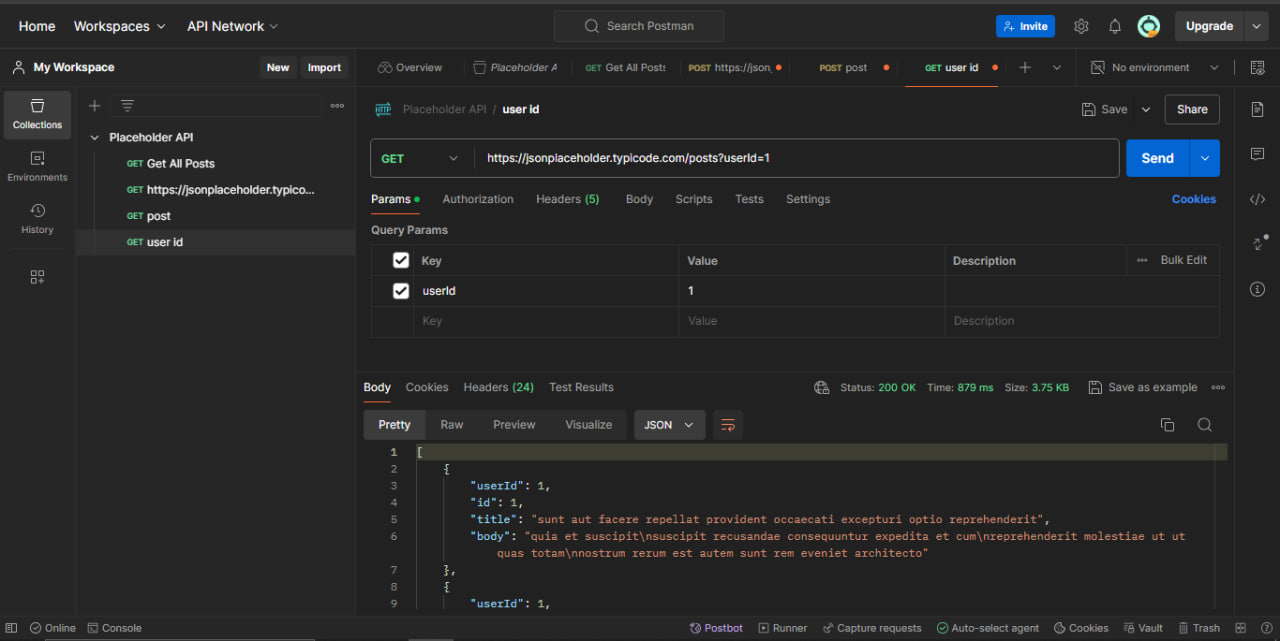 Home Workspaces API Network Search Postman Invite Upgrade
My Workspace New Import Overview Placeholder A GET Get All Posts POST https://json. POST post GET user id No environment
Collections
Environments
History
Placeholder API
GET Get All Posts
GET https://jsonplaceholder.typico...
GET post
GET user id
HTTP Placeholder API / user id Save Share
GET https://jsonplaceholder.typicode.com/posts?userId=1 Send
Params Authorization Headers (5) Body Scripts Tests Settings Cookies
Query Params
Key Value Description Bulk Edit
userId 1
Key Value Description
Body Cookies Headers (24) Test Results Status: 200 OK Time: 879 ms Size: 3.75 KB Save as example
Pretty Raw Preview Visualize JSON
1 [
2 {
3 "userId": 1,
4 "id": 1,
5 "title": "sunt aut facere repellat provident occaecati excepturi optio reprehenderit",
6 "body": "quia et suscipit\nsuscipit recusandae consequuntur expedita et cum\nreprehenderit molestiae ut ut
quas totam\nnostrum rerum est autem sunt rem eveniet architecto"
7 },
8 {
9 "userId": 1,
Online Console Postbot Runner Capture requests Auto-select agent Cookies Vault Trash